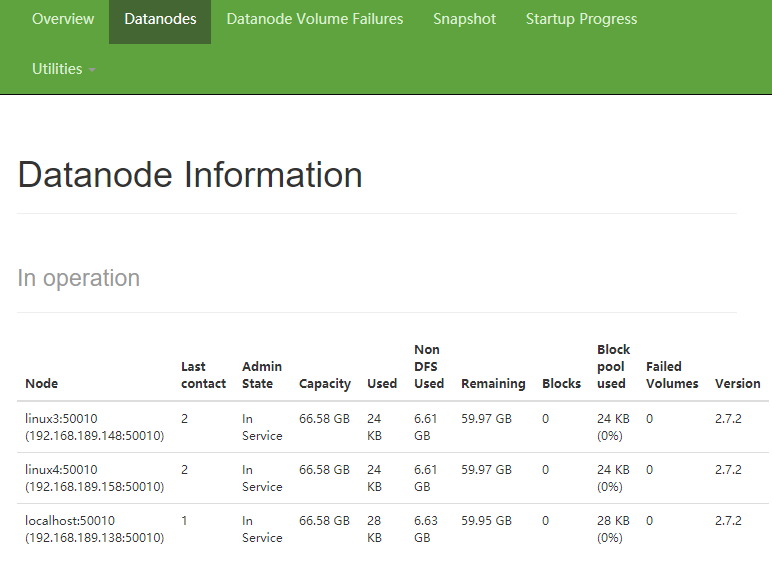 Overview Datanodes Datanode Volume Failures Snapshot Startup Progress
Utilities
Datanode Information
In operation
Node Last contact Admin State Capacity Used Non DFS Used Remaining Blocks Block pool used Failed Volumes Version
linux3:50010 2 In 66.58 GB 24 6.61 59.97 GB 0 24 KB 0 2.7.2
(192.168.189.148:50010) Service KB GB (0%)
linux4:50010 2 In 66.58 GB 24 6.61 59.97 GB 0 24 KB 0 2.7.2
(192.168.189.158:50010) Service KB GB (0%)
localhost:50010 1 In 66.58 GB 28 6.63 59.95 GB 0 28 KB 0 2.7.2
(192.168.189.138:50010) Service KB GB (0%)